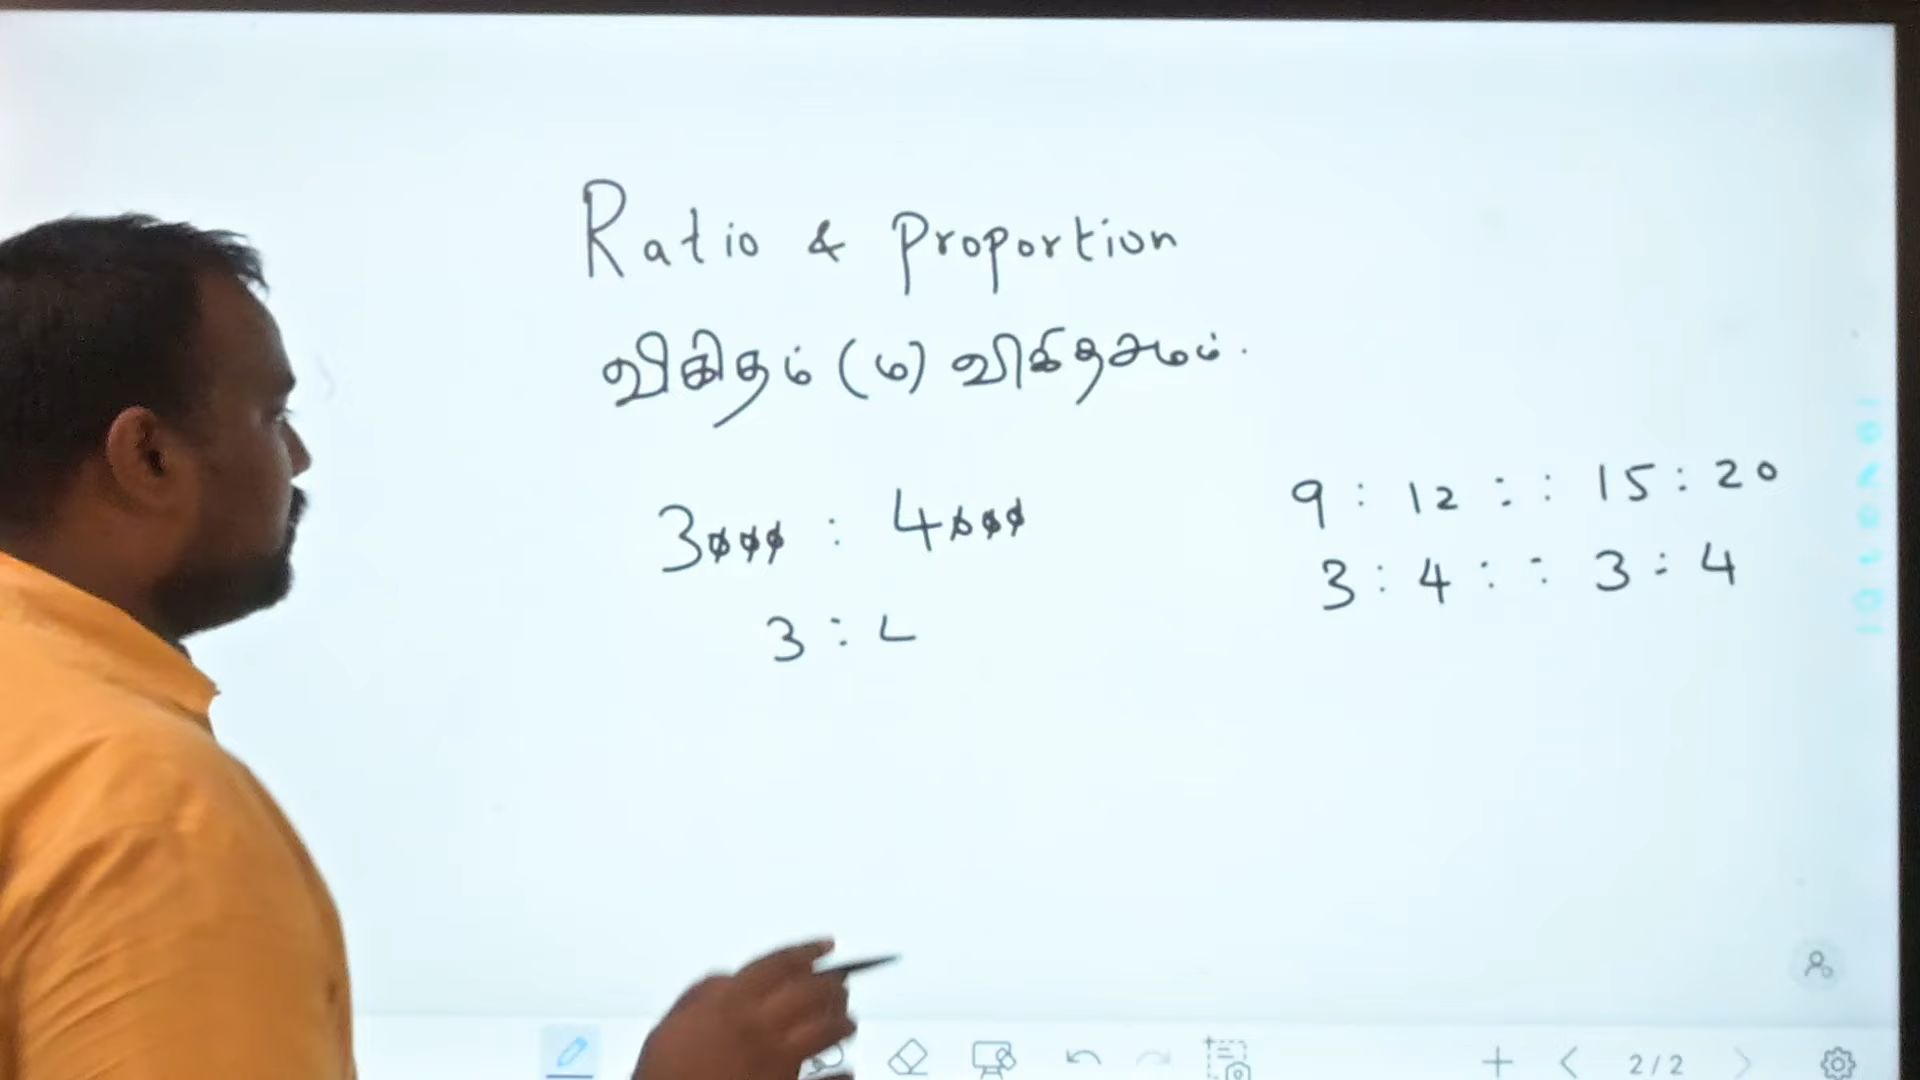 Ratio & Proportion
விகிதம் (ம) விகிதசமம்.
3000 : 4000
3 : 4
9 : 12 : : 15 : 20
3 : 4 : : 3 : 4
2/2